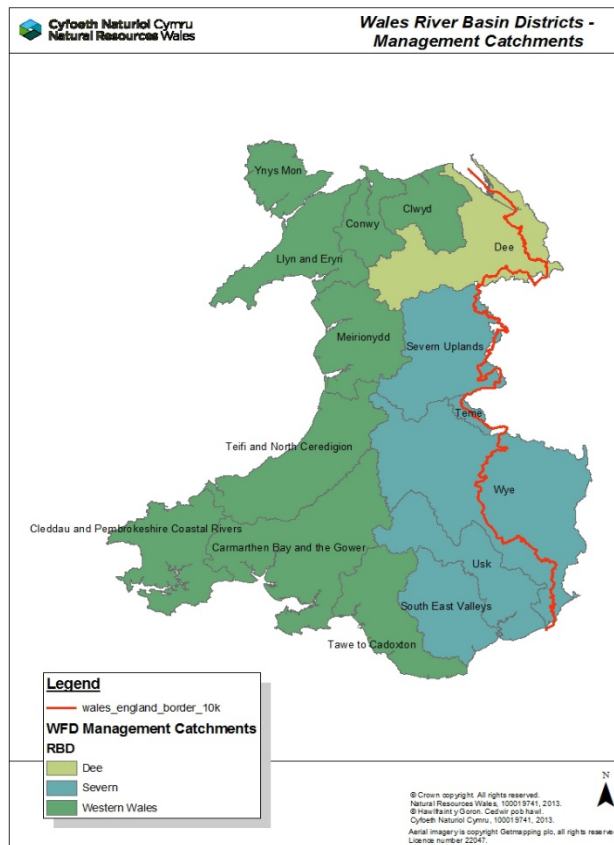 Cyfoeth Naturiol Cymru
Natural Resources Wales
Wales River Basin Districts -
Management Catchments
Ynys Mon
Clwyd
Conwy
Dee
Llyn and Eryri
Meirionydd
Severn Uplands
Teme
Teifi and North Ceredigion
Wye
Cleddau and Pembrokeshire Coastal Rivers
Carmarthen Bay and the Gower
Usk
South East Valleys
Tawe to Cadoxton
Legend
wales_england_border_10k
WFD Management Catchments
RBD
Dee
Severn
Western Wales
N
© Crown copyright. All rights reserved.
Natural Resources Wales, 100019741, 2013.
® Hawlfraint y Goron. Cedwir pob hawl.
Cyfoeth Naturiol Cymru, 100019741, 2013.
Aerial imagery is copyright Getmapping plc, all rights reserved
Licence number 22047.